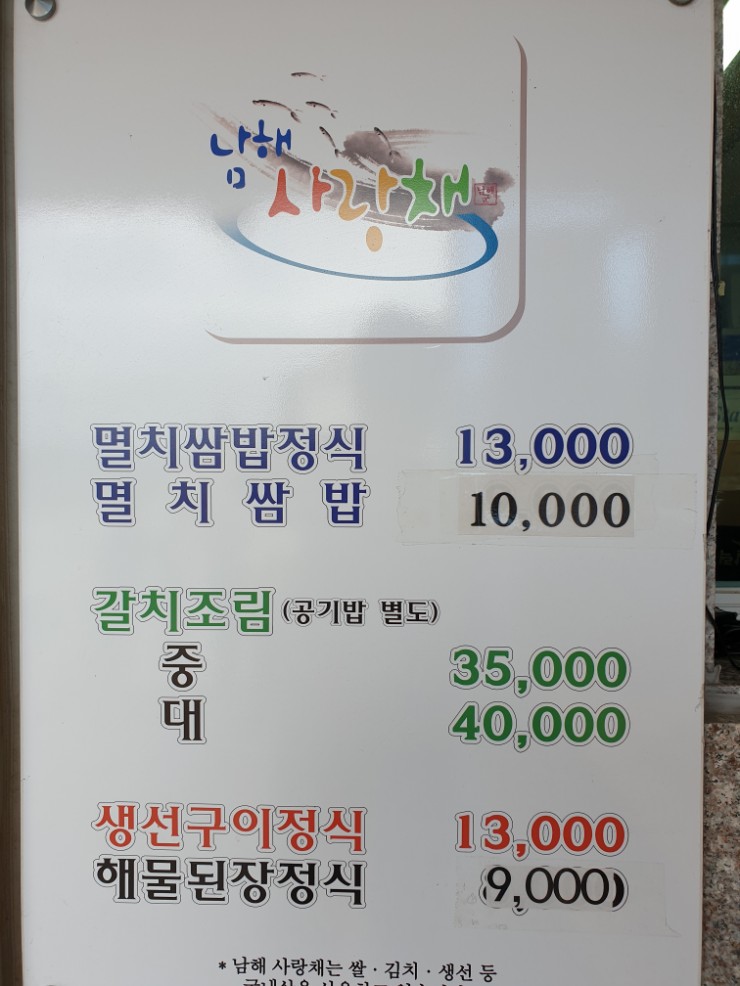 남해
사랑채
멸치쌈밥정식 13,000
멸치쌈밥 10,000
갈치조림 (공기밥 별도)
중 35,000
대 40,000
생선구이정식 13,000
해물된장정식 9,000)
* 남해 사랑채는 쌀 · 김치 · 생선 등